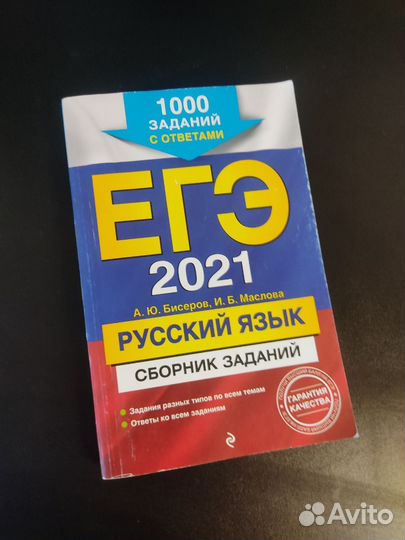 1000
ЗАДАНИЙ
С ОТВЕТАМИ
ЕГЭ
2021
А. Ю. Бисеров, И. Б. Маслова
РУССКИЙ ЯЗЫК
СБОРНИК ЗАДАНИЙ
• Задания разных типов по всем темам
• Ответы ко всем заданиям
ГАРАНТИЯ
КАЧЕСТВА
Avito